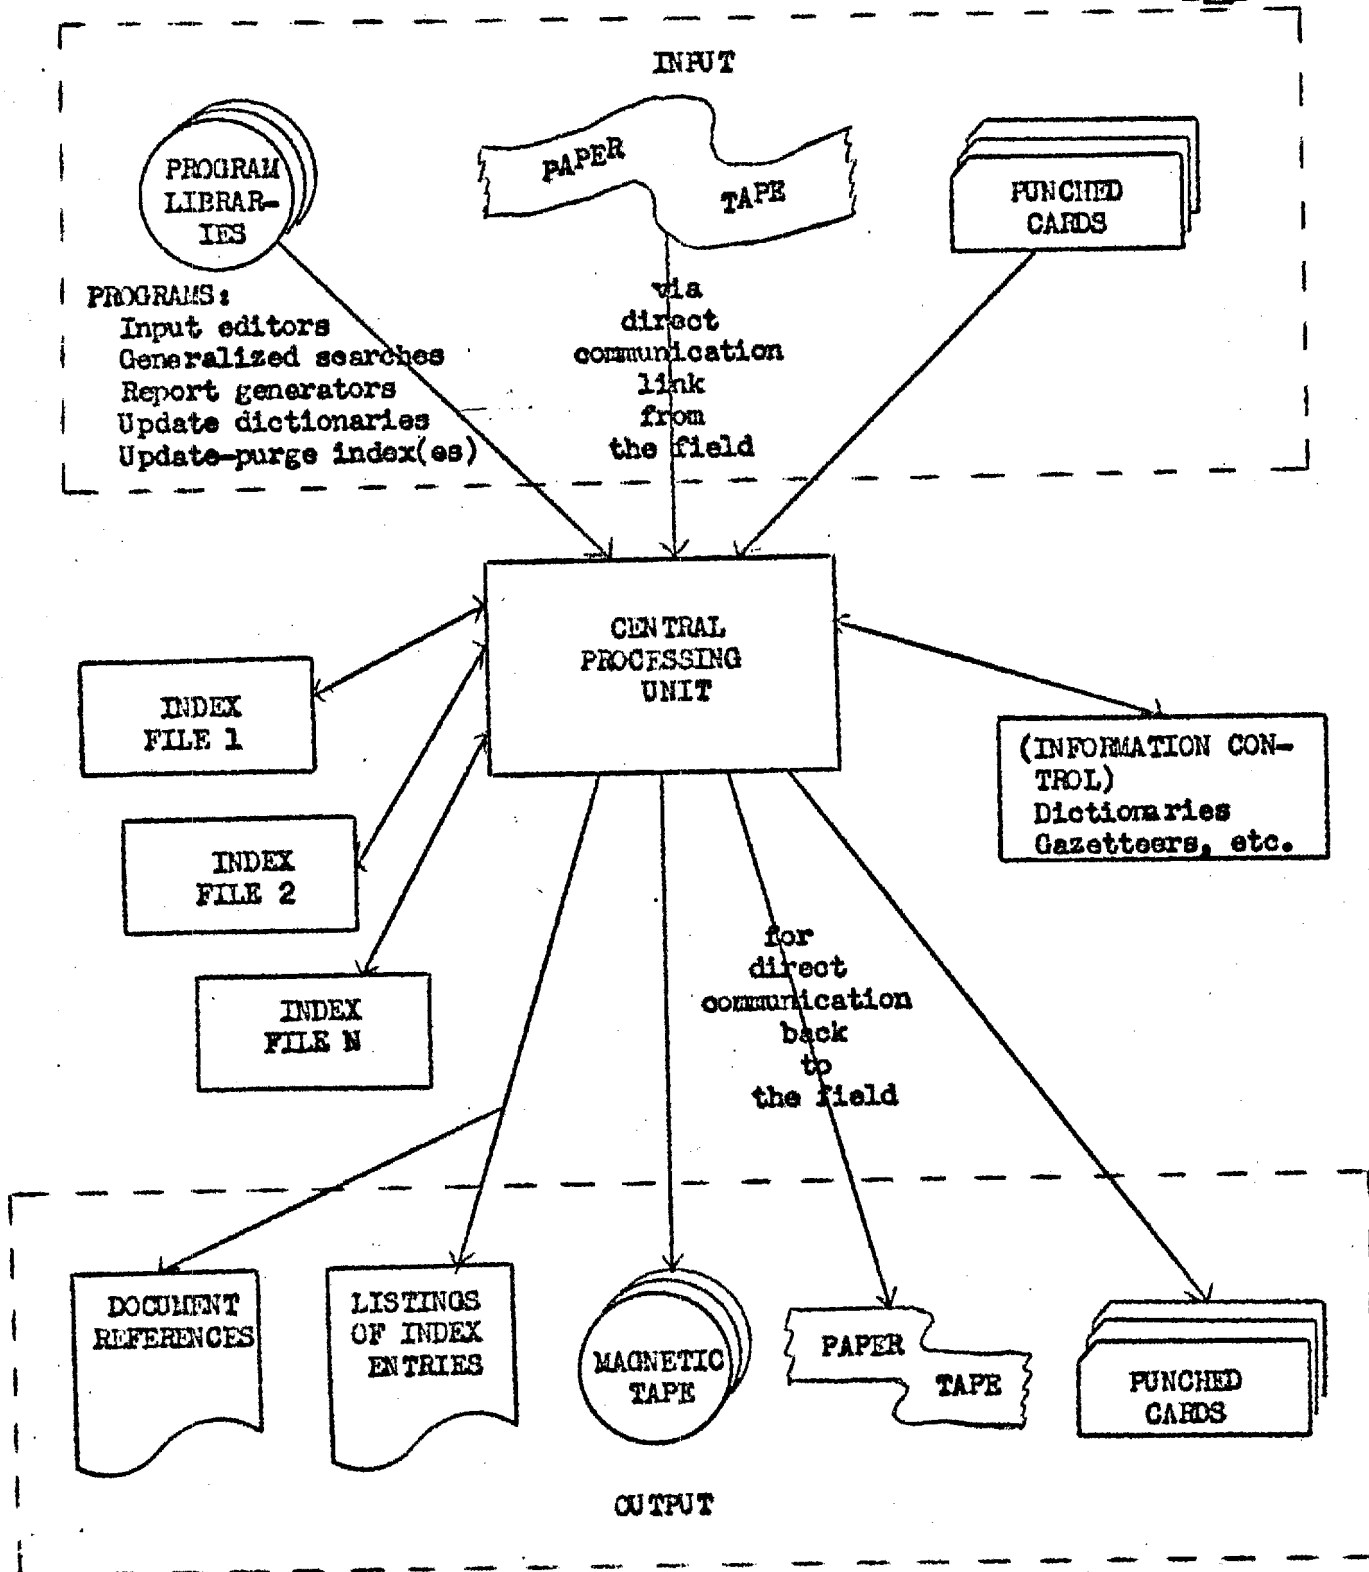 INPUT
PROGRAM
LIBRAR-
IES
PAPER
TAPE
PUNCHED
CARDS
PROGRAMS:
Input editors
Generalized searches
Report generators
Update dictionaries
Update-purge index(es)
via
direct
communication
link
from
the field
CENTRAL
PROCESSING
UNIT
INDEX
FILE 1
INDEX
FILE 2
INDEX
FILE N
(INFORMATION CON-
TROL)
Dictionaries
Gazetteers, etc.
for
direct
communication
back
to
the field
DOCUMENT
REFERENCES
LISTINGS
OF INDEX
ENTRIES
MAGNETIC
TAPE
PAPER
TAPE
PUNCHED
CARDS
OUTPUT